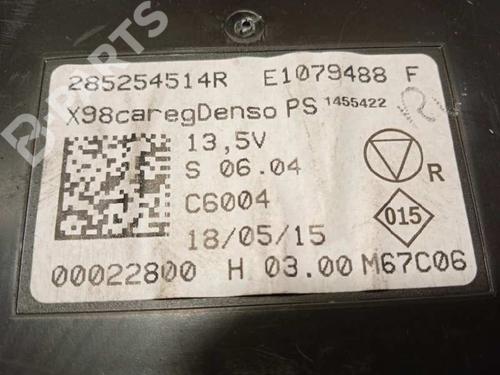 285254514R E1079488 F
X98caregDenso PS 1455422
13,5V
S 06.04
R
C6004
015
18/05/15
00022800 H 03.00 M67C06